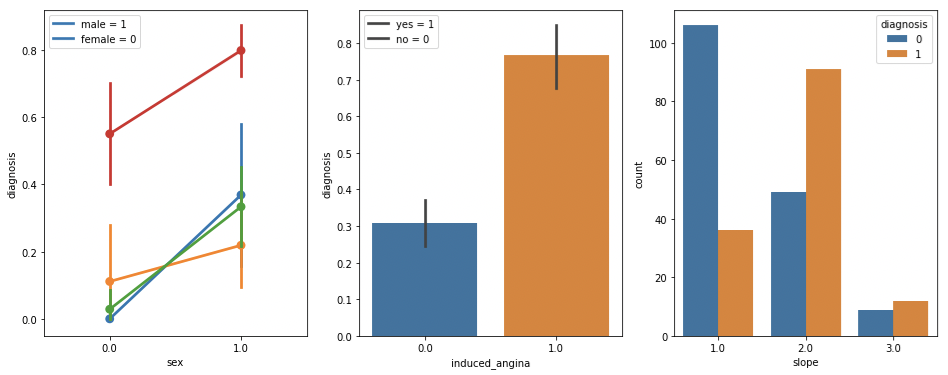 male = 1
female = 0
0.8
0.6
0.4
0.2
0.0
diagnosis
0.0 1.0
sex
yes = 1
no = 0
0.8
0.7
0.6
0.5
0.4
0.3
0.2
0.1
0.0
diagnosis
0.0 1.0
induced_angina
diagnosis
0
1
100
80
60
40
20
0
count
1.0 2.0 3.0
slope